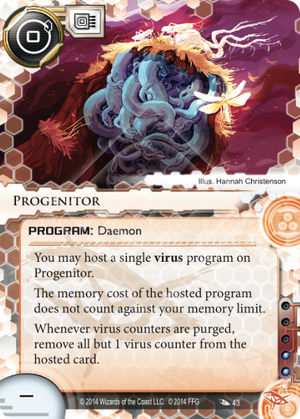 0
Illus. Hannah Christenson
PROGENITOR
PROGRAM: Daemon
You may host a single virus program on
Progenitor.
The memory cost of the hosted program
does not count against your memory limit.
Whenever virus counters are purged,
remove all but 1 virus counter from the
hosted card.
–
© 2014 Wizards of the Coast LLC. © 2014 FFG
43